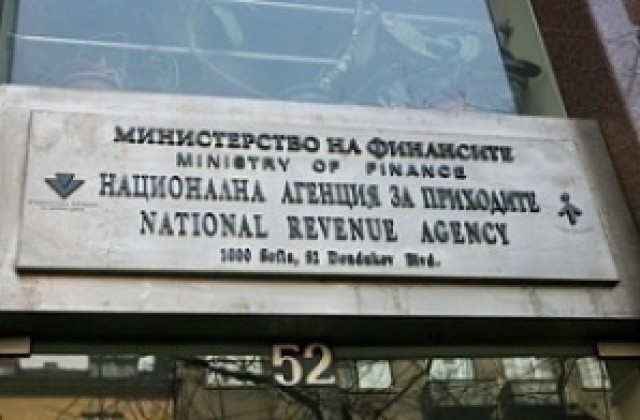 МИНИСТЕРСТВО НА ФИНАНСИТЕ
MINISTRY OF FINANCE
НАЦИОНАЛНА АГЕНЦИЯ ЗА ПРИХОДИТЕ
NATIONAL REVENUE AGENCY
1000 Sofia, 52 Dondukov Blvd.
52